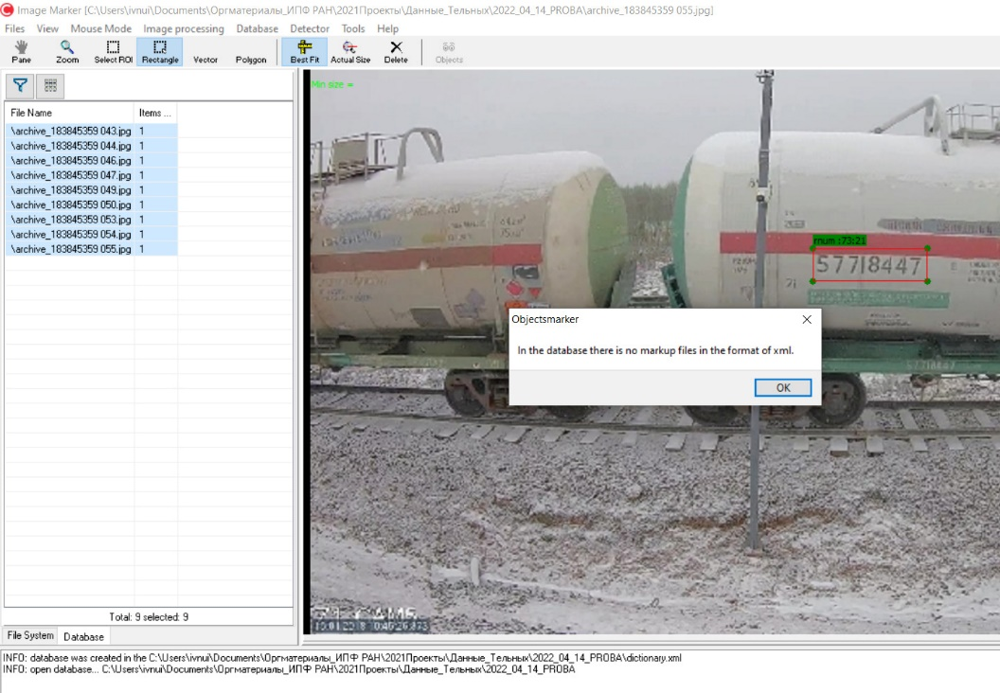 Image Marker [C:\Users\ivnui\Documents\Оргматериалы_ИПФ РАН\2021Проекты\Данные_Тельных\2022_04_14_PROBA\archive_183845359 055.jpg]
Files View Mouse Mode Image processing Database Detector Tools Help
Pane Zoom Select ROI Rectangle Vector Polygon Best Fit Actual Size Delete Objects
File Name Items ...
\archive_183845359 043.jpg 1
\archive_183845359 044.jpg 1
\archive_183845359 046.jpg 1
\archive_183845359 047.jpg 1
\archive_183845359 049.jpg 1
\archive_183845359 050.jpg 1
\archive_183845359 053.jpg 1
\archive_183845359 054.jpg 1
\archive_183845359 055.jpg 1
Total: 9 selected: 9
File System Database
Min size =
rnum :73:21
57718447
21
57718447
Objectsmarker
In the database there is no markup files in the format of xml.
OK
INFO: database was created in the C:\Users\ivnui\Documents\Оргматериалы_ИПФ РАН\2021Проекты\Данные_Тельных\2022_04_14_PROBA\dictionary.xml
INFO: open database... C:\Users\ivnui\Documents\Оргматериалы_ИПФ РАН\2021Проекты\Данные_Тельных\2022_04_14_PROBA